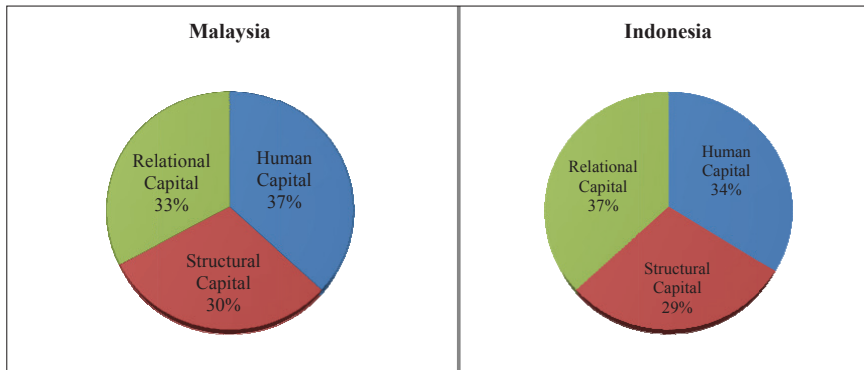 Malaysia
Relational
Capital
33%
Human
Capital
37%
Structural
Capital
30%
Indonesia
Relational
Capital
37%
Human
Capital
34%
Structural
Capital
29%